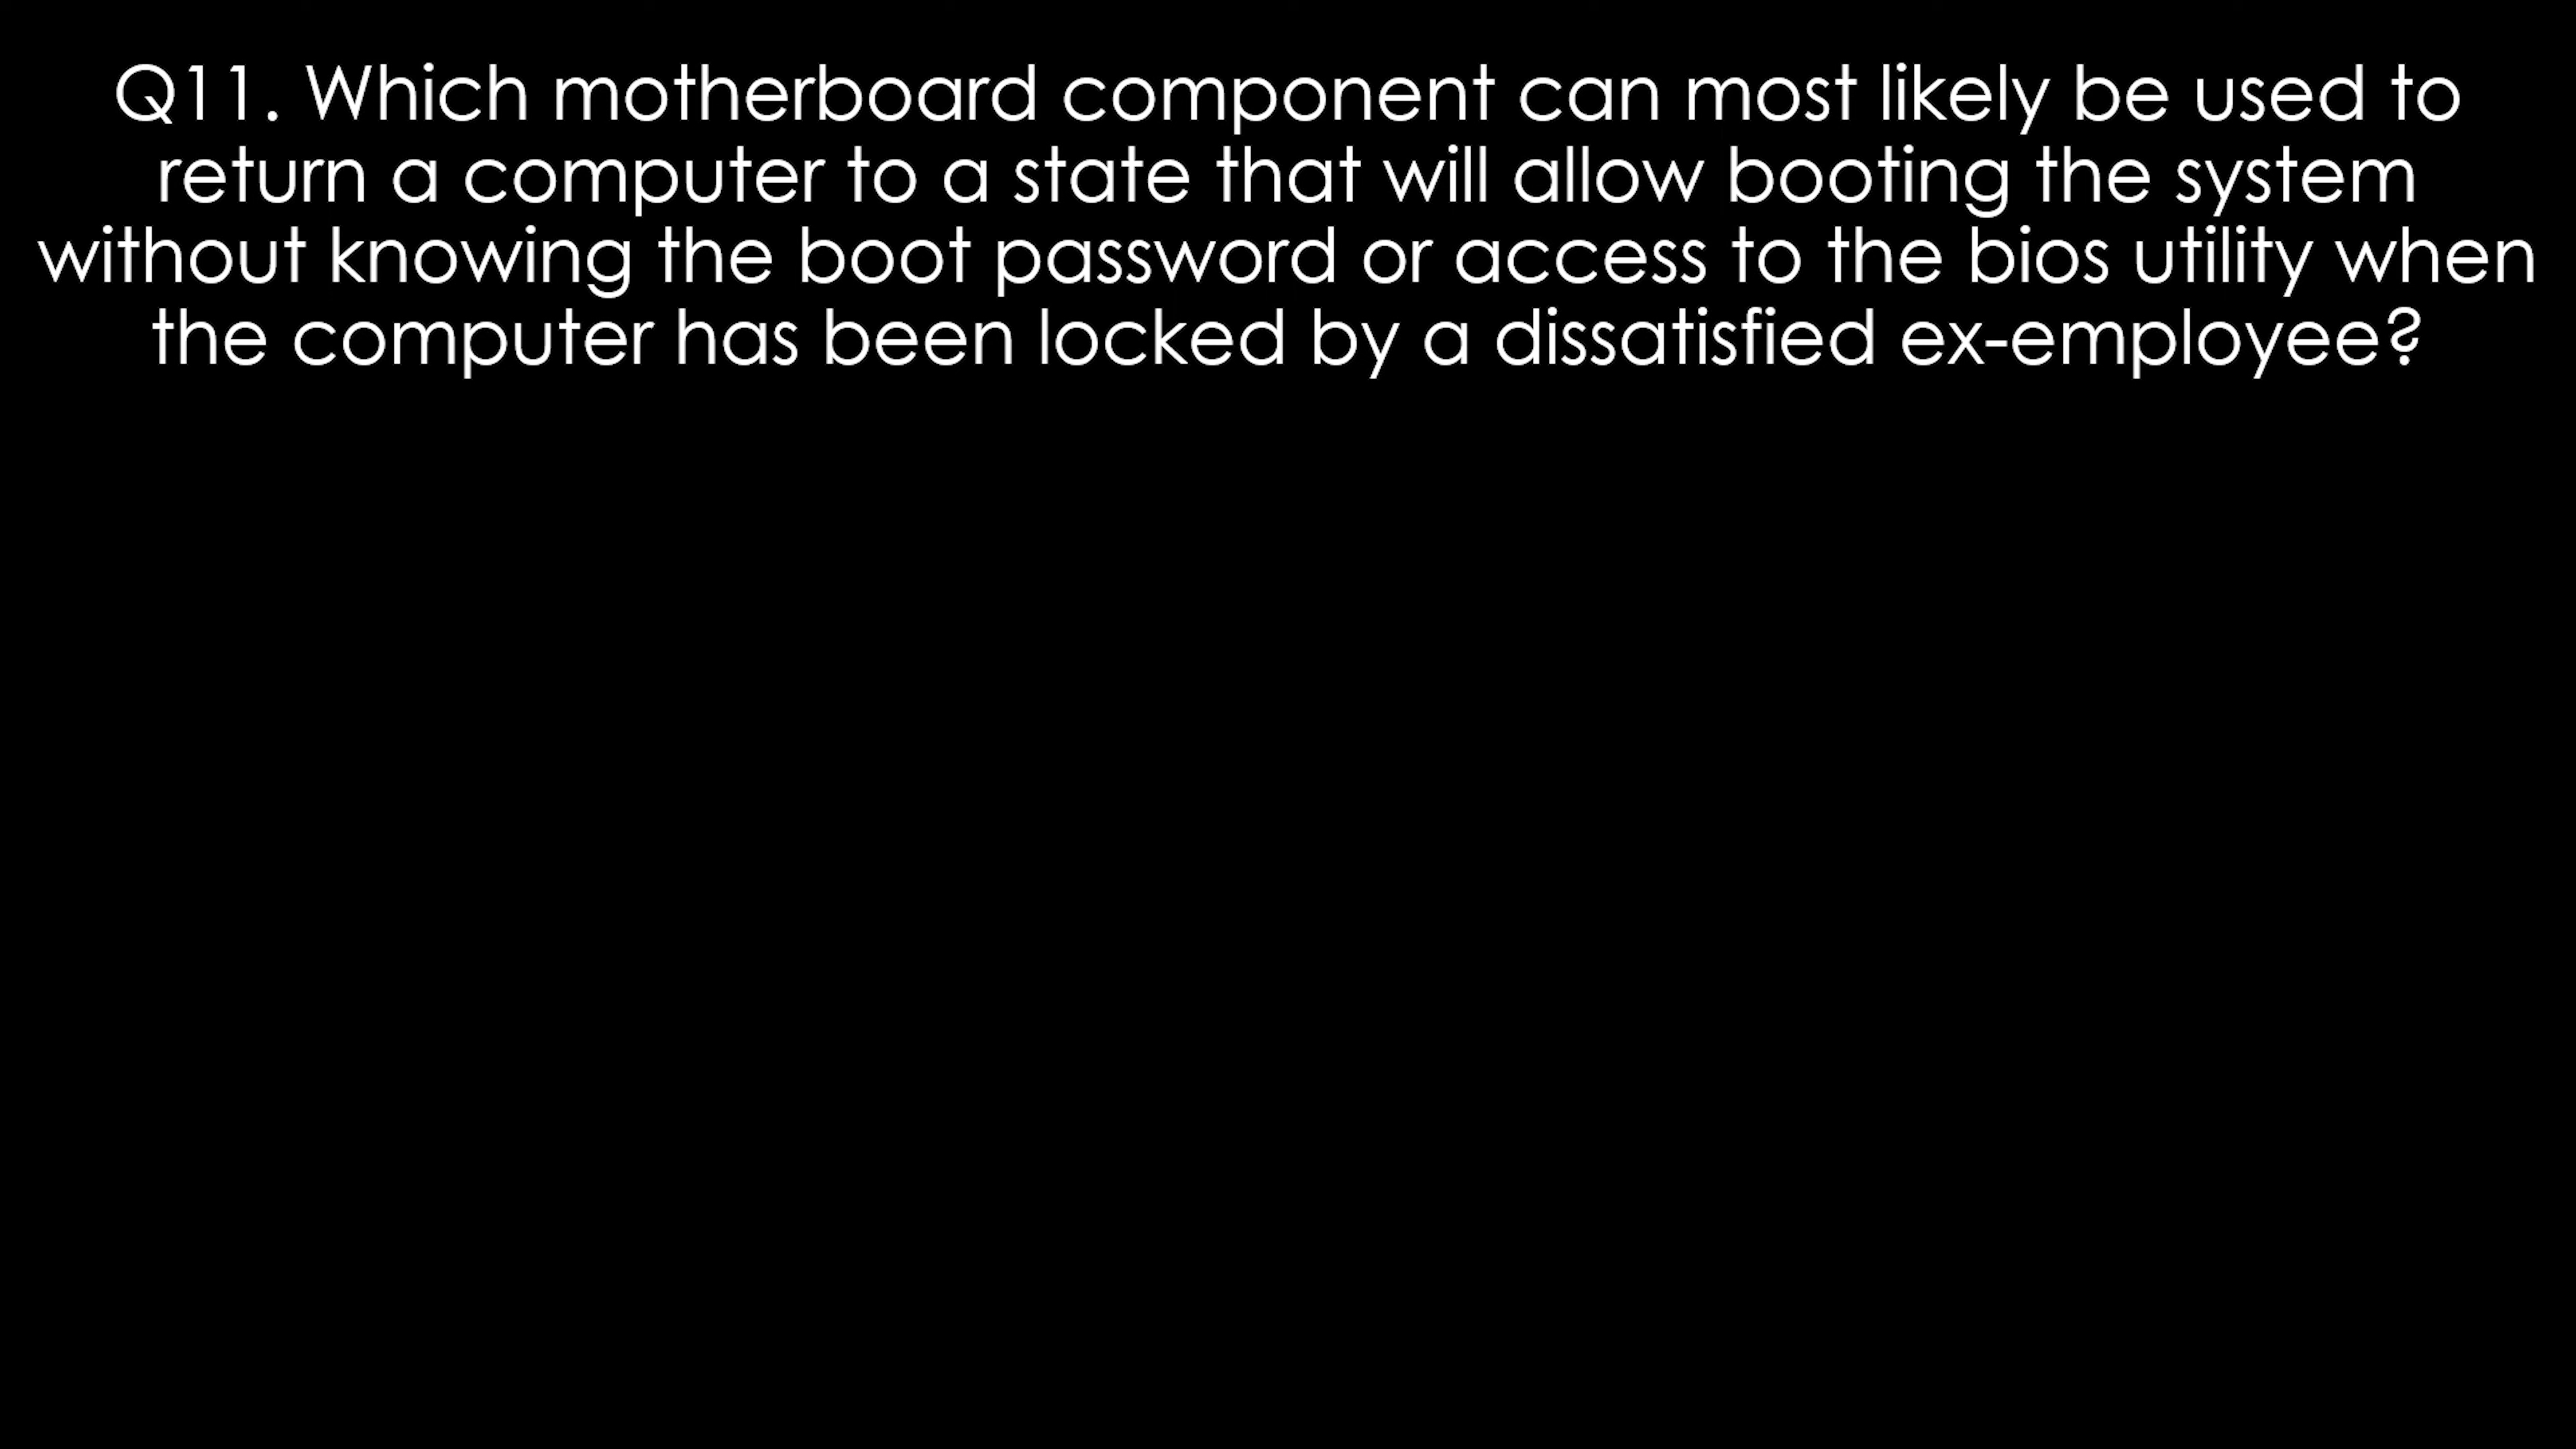 Q11. Which motherboard component can most likely be used to
return a computer to a state that will allow booting the system
without knowing the boot password or access to the bios utility when
the computer has been locked by a dissatisfied ex-employee?